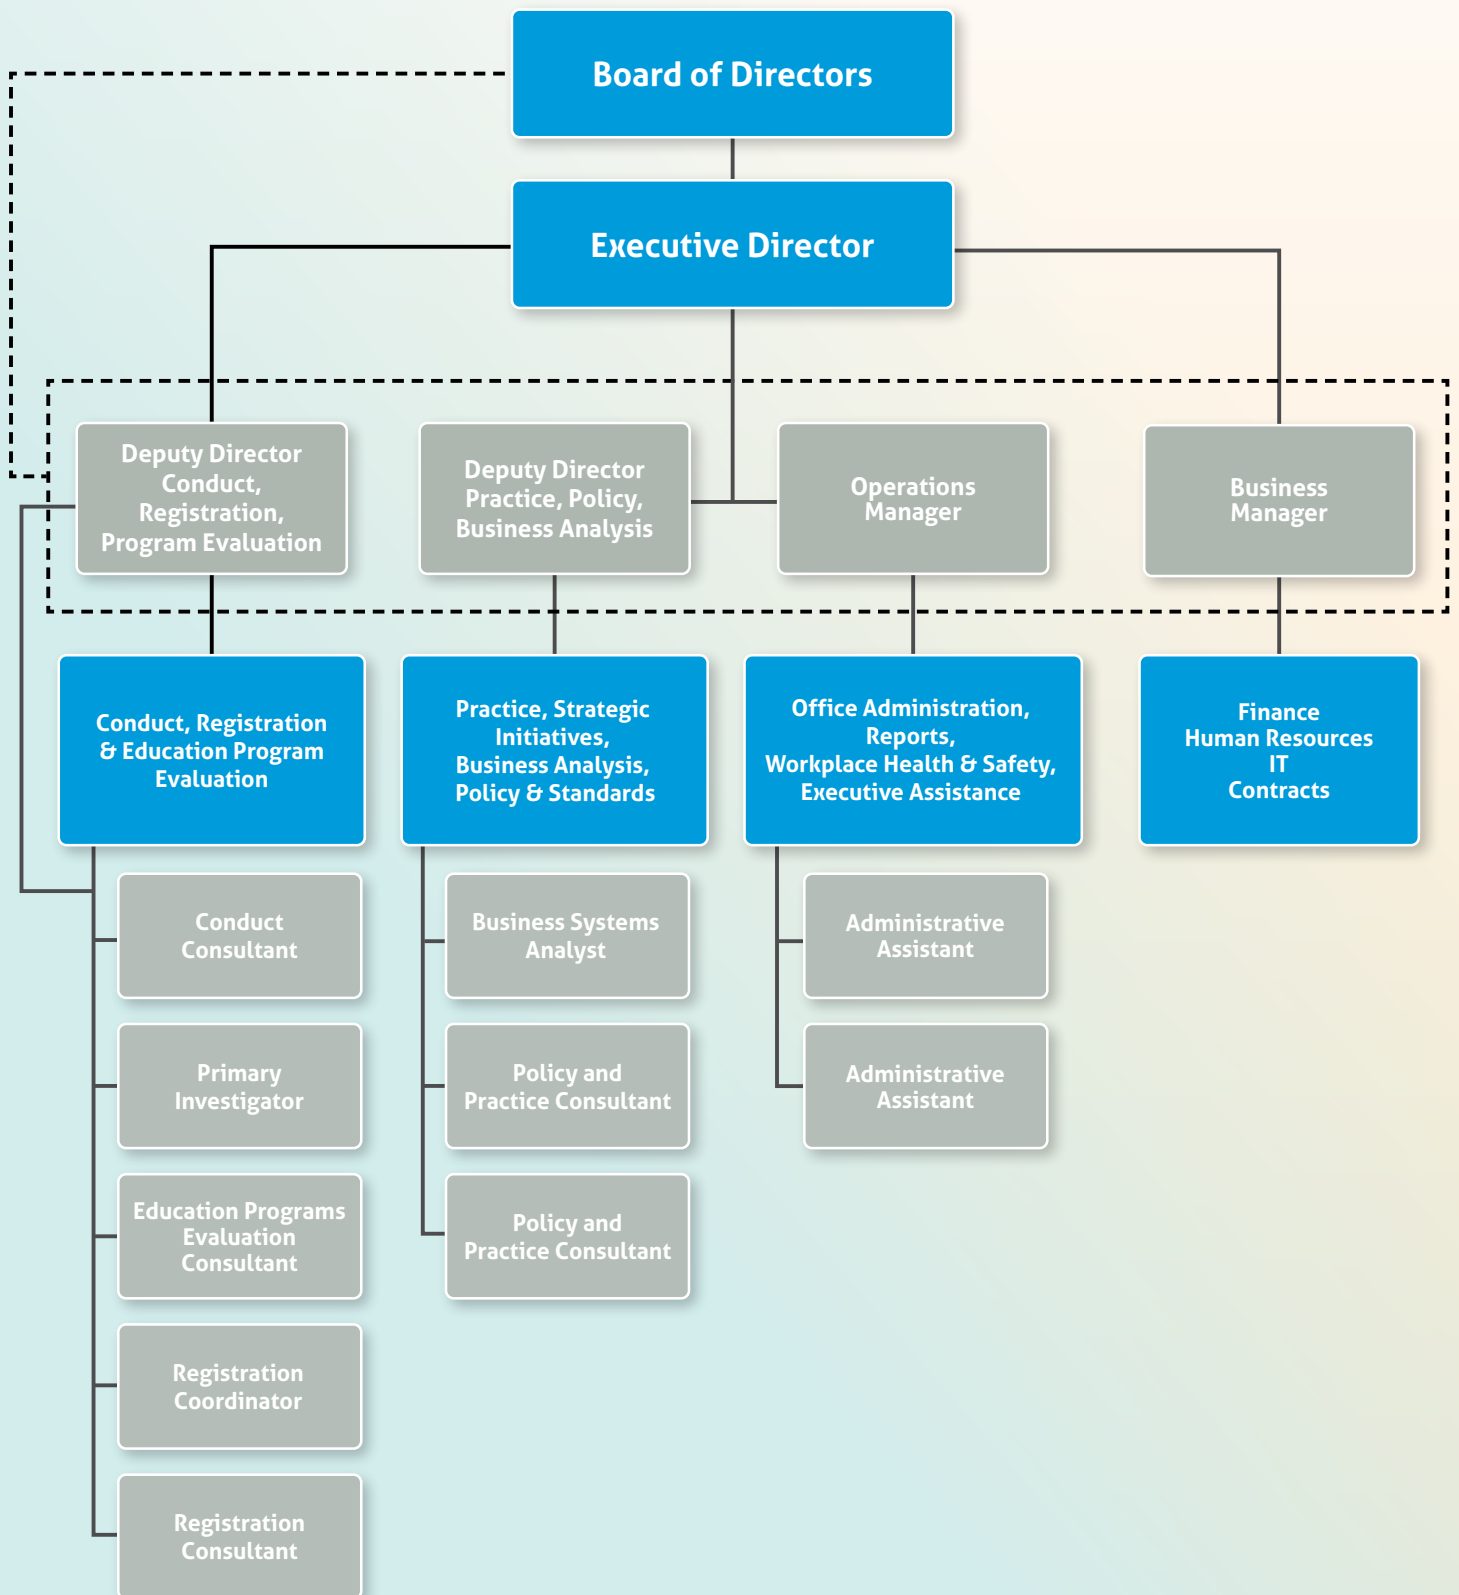 Board of Directors
Executive Director
Deputy Director
Conduct,
Registration,
Program Evaluation
Deputy Director
Practice, Policy,
Business Analysis
Operations
Manager
Business
Manager
Conduct, Registration
& Education Program
Evaluation
Practice, Strategic
Initiatives,
Business Analysis,
Policy & Standards
Office Administration,
Reports,
Workplace Health & Safety,
Executive Assistance
Finance
Human Resources
IT
Contracts
Conduct
Consultant
Business Systems
Analyst
Administrative
Assistant
Primary
Investigator
Policy and
Practice Consultant
Administrative
Assistant
Education Programs
Evaluation
Consultant
Policy and
Practice Consultant
Registration
Coordinator
Registration
Consultant